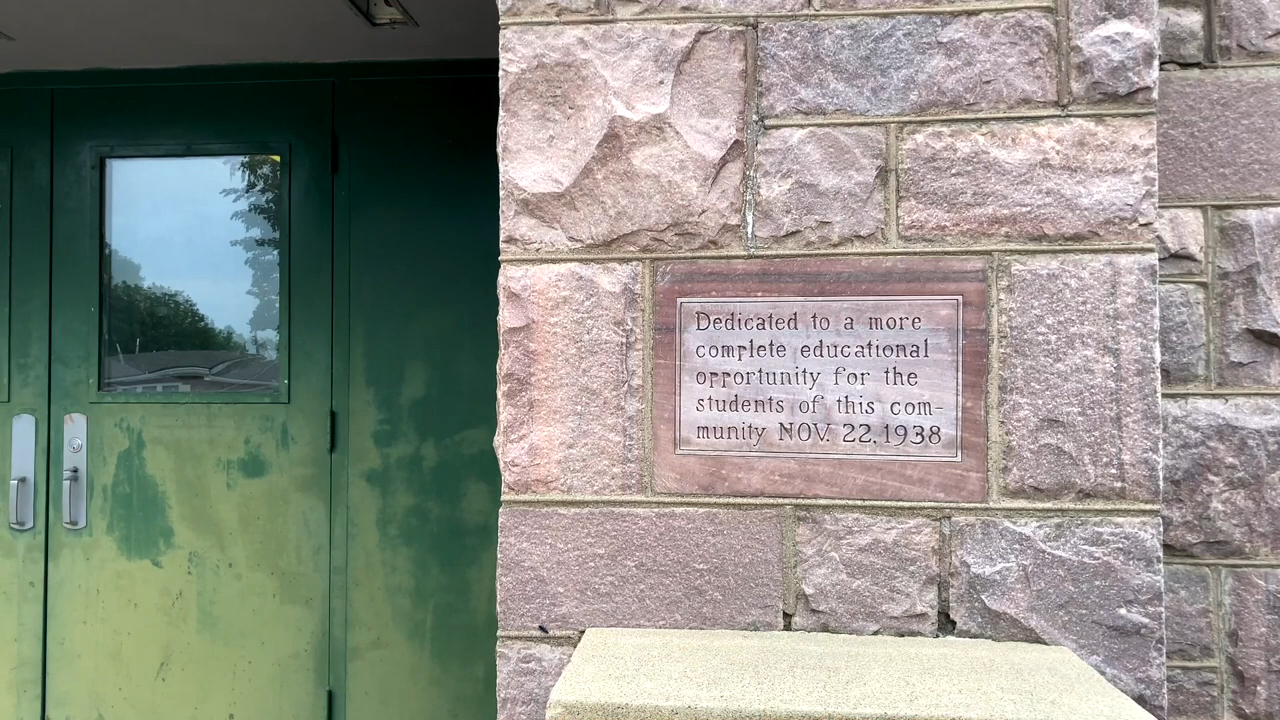 Dedicated to a more
complete educational
opportunity for the
students of this com-
munity NOV. 22, 1938